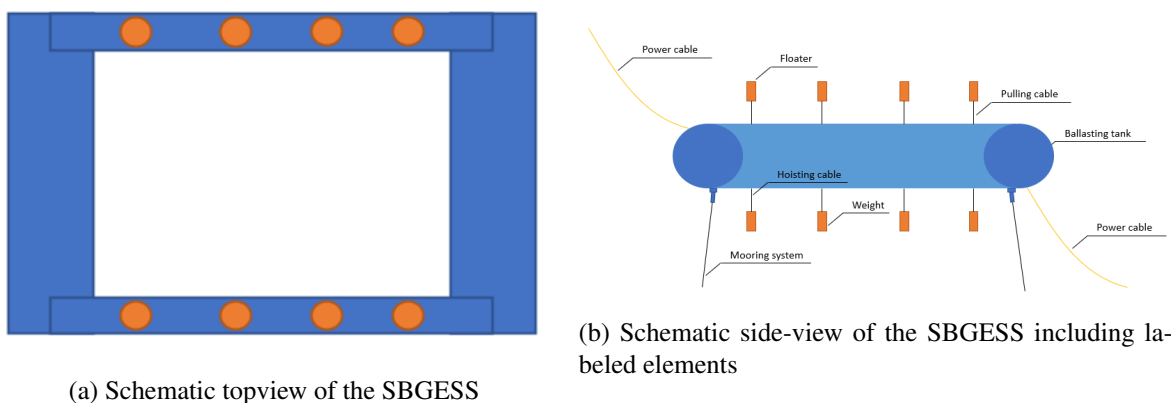 Power cable
Floater
Pulling cable
Ballasting tank
Hoisting cable
Weight
Power cable
Mooring system
(a) Schematic topview of the SBGESS
(b) Schematic side-view of the SBGESS including la-
beled elements